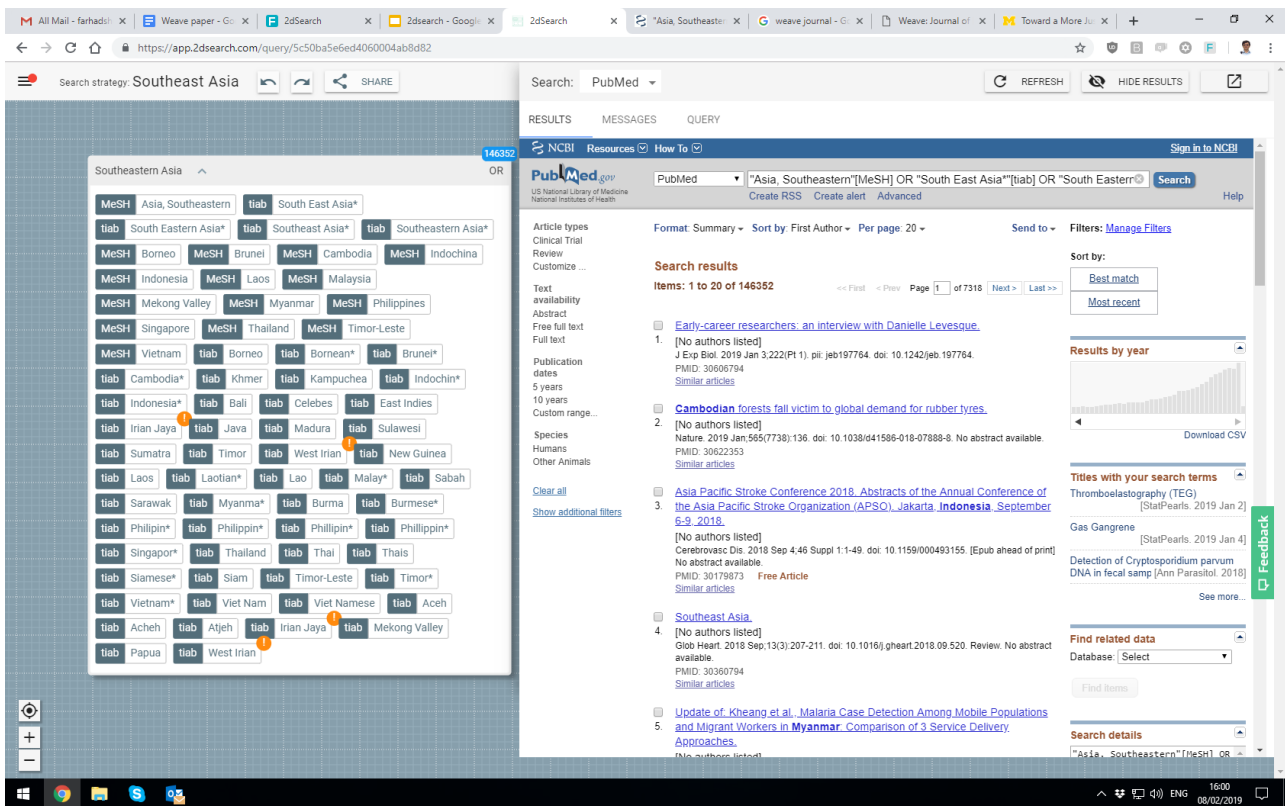 All Mail - farhadsh
Weave paper - Go
2dSearch
2dsearch - Google
2dSearch
"Asia, Southeaster
weave journal - Go
Weave: Journal of
Toward a More Ju
https://app.2dsearch.com/query/5c50ba5e6ed4060004ab8d82
Search strategy: Southeast Asia
SHARE
Southeastern Asia
146352
OR
MeSH Asia, Southeastern tiab South East Asia*
tiab South Eastern Asia* tiab Southeast Asia* tiab Southeastern Asia*
MeSH Borneo MeSH Brunei MeSH Cambodia MeSH Indochina
MeSH Indonesia MeSH Laos MeSH Malaysia
MeSH Mekong Valley MeSH Myanmar MeSH Philippines
MeSH Singapore MeSH Thailand MeSH Timor-Leste
MeSH Vietnam tiab Borneo tiab Bornean* tiab Brunei*
tiab Cambodia* tiab Khmer tiab Kampuchea tiab Indochin*
tiab Indonesia* tiab Bali tiab Celebes tiab East Indies
tiab Irian Jaya ! tiab Java tiab Madura tiab Sulawesi
tiab Sumatra tiab Timor tiab West Irian ! tiab New Guinea
tiab Laos tiab Laotian* tiab Lao tiab Malay* tiab Sabah
tiab Sarawak tiab Myanma* tiab Burma tiab Burmese*
tiab Philipin* tiab Philippin* tiab Phillipin* tiab Phillippin*
tiab Singapor* tiab Thailand tiab Thai tiab Thais
tiab Siamese* tiab Siam tiab Timor-Leste tiab Timor*
tiab Vietnam* tiab Viet Nam tiab Viet Namese tiab Aceh
tiab Acheh tiab Atjeh tiab Irian Jaya ! tiab Mekong Valley
tiab Papua tiab West Irian !
Search: PubMed
REFRESH
HIDE RESULTS
RESULTS MESSAGES QUERY
NCBI Resources How To
Sign in to NCBI
PubMed.gov
US National Library of Medicine
National Institutes of Health
PubMed
"Asia, Southeastern"[MeSH] OR "South East Asia*"[tiab] OR "South Eastern
Search
Create RSS Create alert Advanced
Help
Article types
Clinical Trial
Review
Customize ...
Text
availability
Abstract
Free full text
Full text
Publication
dates
5 years
10 years
Custom range...
Species
Humans
Other Animals
Clear all
Show additional filters
Format: Summary Sort by: First Author Per page: 20
Send to
Search results
Items: 1 to 20 of 146352
<< First < Prev Page 1 of 7318 Next > Last >>
Early-career researchers: an interview with Danielle Levesque.
1. [No authors listed]
J Exp Biol. 2019 Jan 3;222(Pt 1). pii: jeb197764. doi: 10.1242/jeb.197764.
PMID: 30606794
Similar articles
Cambodian forests fall victim to global demand for rubber tyres.
2. [No authors listed]
Nature. 2019 Jan;565(7738):136. doi: 10.1038/d41586-018-07888-8. No abstract available.
PMID: 30622353
Similar articles
Asia Pacific Stroke Conference 2018. Abstracts of the Annual Conference of
3. the Asia Pacific Stroke Organization (APSO). Jakarta, Indonesia, September
6-9, 2018.
[No authors listed]
Cerebrovasc Dis. 2018 Sep 4;46 Suppl 1:1-49. doi: 10.1159/000493155. [Epub ahead of print]
No abstract available.
PMID: 30179873 Free Article
Similar articles
Southeast Asia.
4. [No authors listed]
Glob Heart. 2018 Sep;13(3):207-211. doi: 10.1016/j.gheart.2018.09.520. Review. No abstract
available.
PMID: 30360794
Similar articles
Update of: Kheang et al., Malaria Case Detection Among Mobile Populations
5. and Migrant Workers in Myanmar: Comparison of 3 Service Delivery
Approaches.
[No authors listed]
Filters: Manage Filters
Sort by:
Best match
Most recent
Results by year
Download CSV
Titles with your search terms
Thromboelastography (TEG)
[StatPearls. 2019 Jan 2]
Gas Gangrene
[StatPearls. 2019 Jan 4]
Detection of Cryptosporidium parvum
DNA in fecal samp [Ann Parasitol. 2018]
See more...
Find related data
Database: Select
Find items
Search details
"Asia, Southeastern"[MeSH] OR
Feedback
ENG
16:00
08/02/2019